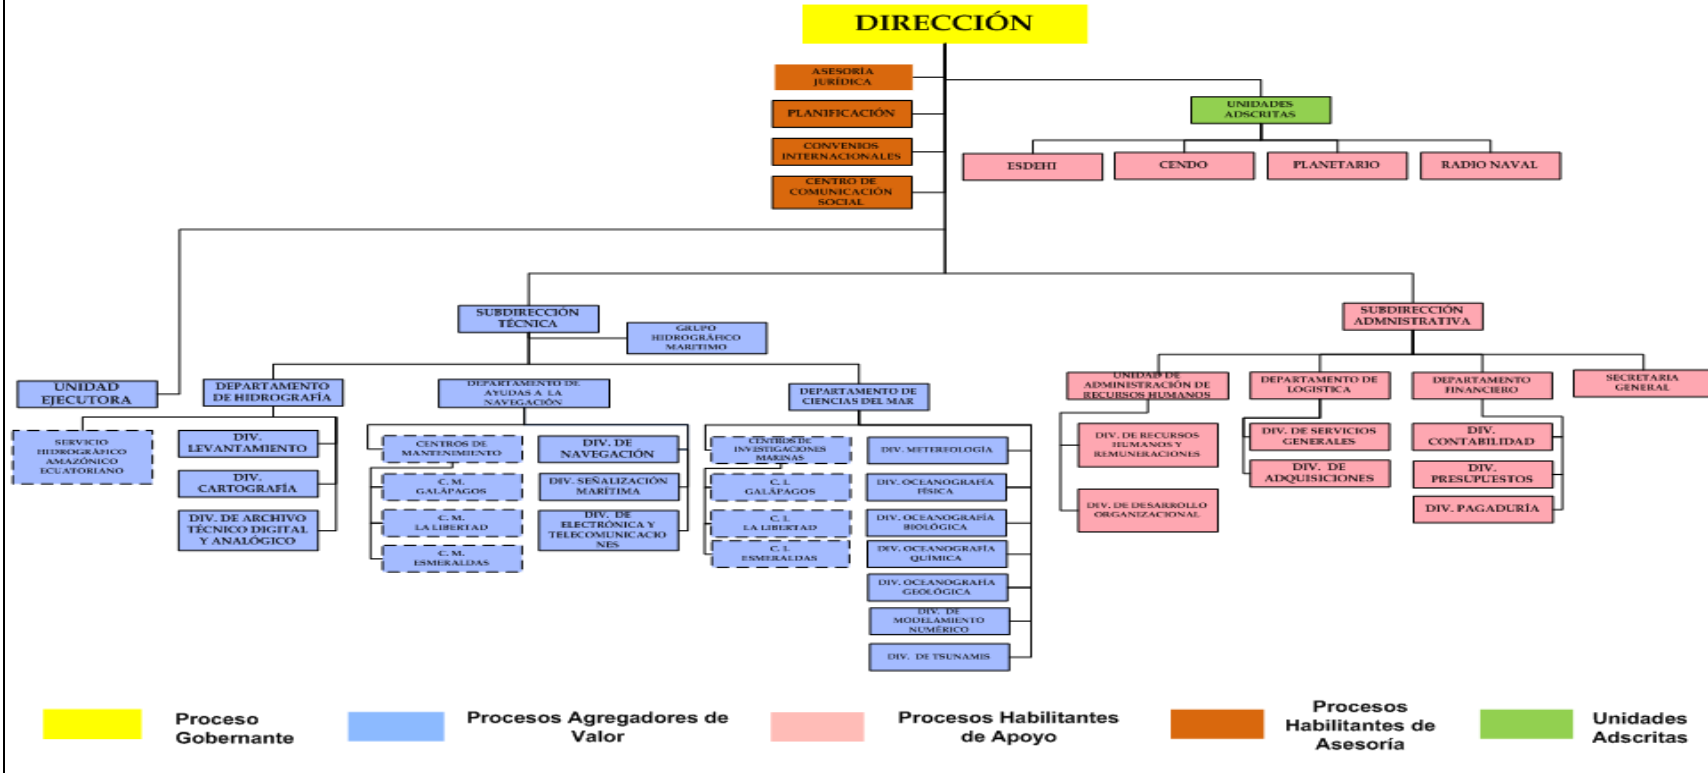 DIRECCIÓN
ASESORÍA
JURÍDICA
PLANIFICACIÓN
CONVENIOS
INTERNACIONALES
CENTRO DE
COMUNICACIÓN
SOCIAL
UNIDADES
ADSCRITAS
ESDEHI
CENDO
PLANETARIO
RADIO NAVAL
SUBDIRECCIÓN
TÉCNICA
GRUPO
HIDROGRÁFICO
MARITIMO
SUBDIRECCIÓN
ADMNISTRATIVA
UNIDAD
EJECUTORA
DEPARTAMENTO
DE HIDROGRAFÍA
DEPARTAMENTO DE
AYUDAS A LA
NAVEGACIÓN
DEPARTAMENTO DE
CIENCIAS DEL MAR
UNIDAD DE
ADMINISTRACIÓN DE
RECURSOS HUMANOS
DEPARTAMENTO DE
LOGISTICA
DEPARTAMENTO
FINANCIERO
SECRETARIA
GENERAL
SERVICIO
HIDROGRÁFICO
AMAZÓNICO
ECUATORIANO
DIV.
LEVANTAMIENTO
DIV.
CARTOGRAFÍA
DIV. DE ARCHIVO
TÉCNICO DIGITAL
Y ANALÓGICO
CENTROS DE
MANTENIMIENTO
C. M.
GALÁPAGOS
C. M.
LA LIBERTAD
C. M.
ESMERALDAS
DIV. DE
NAVEGACIÓN
DIV. SEÑALIZACIÓN
MARÍTIMA
DIV. DE
ELECTRÓNICA Y
TELECOMUNICACIO
NES
CENTROS DE
INVESTIGACIONES
MARINAS
C. I.
GALÁPAGOS
C. I.
LA LIBERTAD
C. I.
ESMERALDAS
DIV. METEREOLOGÍA
DIV. OCEANOGRAFÍA
FÍSICA
DIV. OCEANOGRAFÍA
BIOLÓGICA
DIV. OCEANOGRAFÍA
QUÍMICA
DIV. OCEANOGRAFÍA
GEOLÓGICA
DIV. DE
MODELAMIENTO
NUMÉRICO
DIV. DE TSUNAMIS
DIV. DE RECURSOS
HUMANOS Y
REMUNERACIONES
DIV. DE DESARROLLO
ORGANIZACIONAL
DIV. DE SERVICIOS
GENERALES
DIV. DE
ADQUISICIONES
DIV.
CONTABILIDAD
DIV.
PRESUPUESTOS
DIV. PAGADURÍA
Proceso
Gobernante
Procesos Agregadores de
Valor
Procesos Habilitantes
de Apoyo
Procesos
Habilitantes de
Asesoría
Unidades
Adscritas